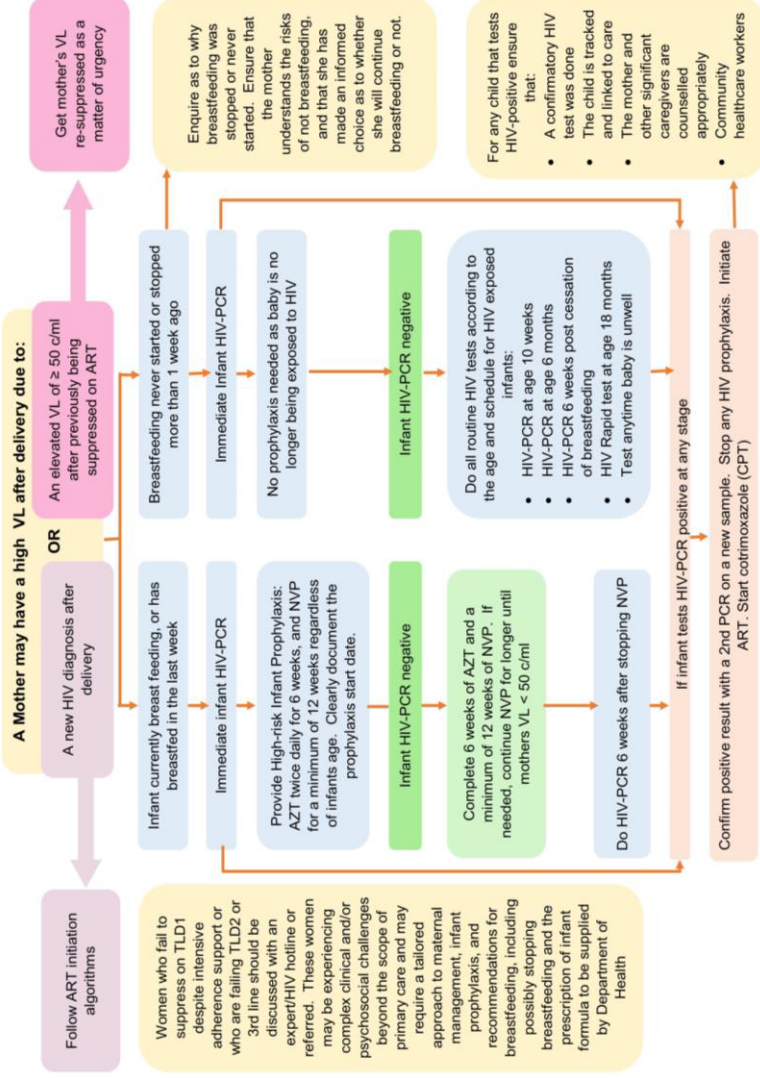 A Mother may have a high VL after delivery due to:
Follow ART initiation
algorithms
A new HIV diagnosis after
delivery
OR
An elevated VL of ≥ 50 c/ml
after previously being
suppressed on ART
Get mother's VL
re-suppressed as a
matter of urgency
Women who fail to
suppress on TLD1
despite intensive
adherence support or
who are failing TLD2 or
3rd line should be
discussed with an
expert/HIV hotline or
referred. These women
may be experiencing
complex clinical and/or
psychosocial challenges
beyond the scope of
primary care and may
require a tailored
approach to maternal
management, infant
prophylaxis, and
recommendations for
breastfeeding, including
possibly stopping
breastfeeding and the
prescription of infant
formula to be supplied
by Department of
Health
Infant currently breast feeding, or has
breastfed in the last week
Immediate infant HIV-PCR
Provide High-risk Infant Prophylaxis:
AZT twice daily for 6 weeks, and NVP
for a minimum of 12 weeks regardless
of infants age. Clearly document the
prophylaxis start date.
Infant HIV-PCR negative
Complete 6 weeks of AZT and a
minimum of 12 weeks of NVP. If
needed, continue NVP for longer until
mothers VL < 50 c/ml
Do HIV-PCR 6 weeks after stopping NVP
Breastfeeding never started or stopped
more than 1 week ago
Immediate Infant HIV-PCR
No prophylaxis needed as baby is no
longer being exposed to HIV
Infant HIV-PCR negative
Do all routine HIV tests according to
the age and schedule for HIV exposed
infants:
• HIV-PCR at age 10 weeks
• HIV-PCR at age 6 months
• HIV-PCR 6 weeks post cessation
of breastfeeding
• HIV Rapid test at age 18 months
• Test anytime baby is unwell
Enquire as to why
breastfeeding was
stopped or never
started. Ensure that
the mother
understands the risks
of not breastfeeding,
and that she has
made an informed
choice as to whether
she will continue
breastfeeding or not.
For any child that tests
HIV-positive ensure
that:
• A confirmatory HIV
test was done
• The child is tracked
and linked to care
• The mother and
other significant
caregivers are
counselled
appropriately
• Community
healthcare workers
If infant tests HIV-PCR positive at any stage
Confirm positive result with a 2nd PCR on a new sample. Stop any HIV prophylaxis. Initiate
ART. Start cotrimoxazole (CPT)